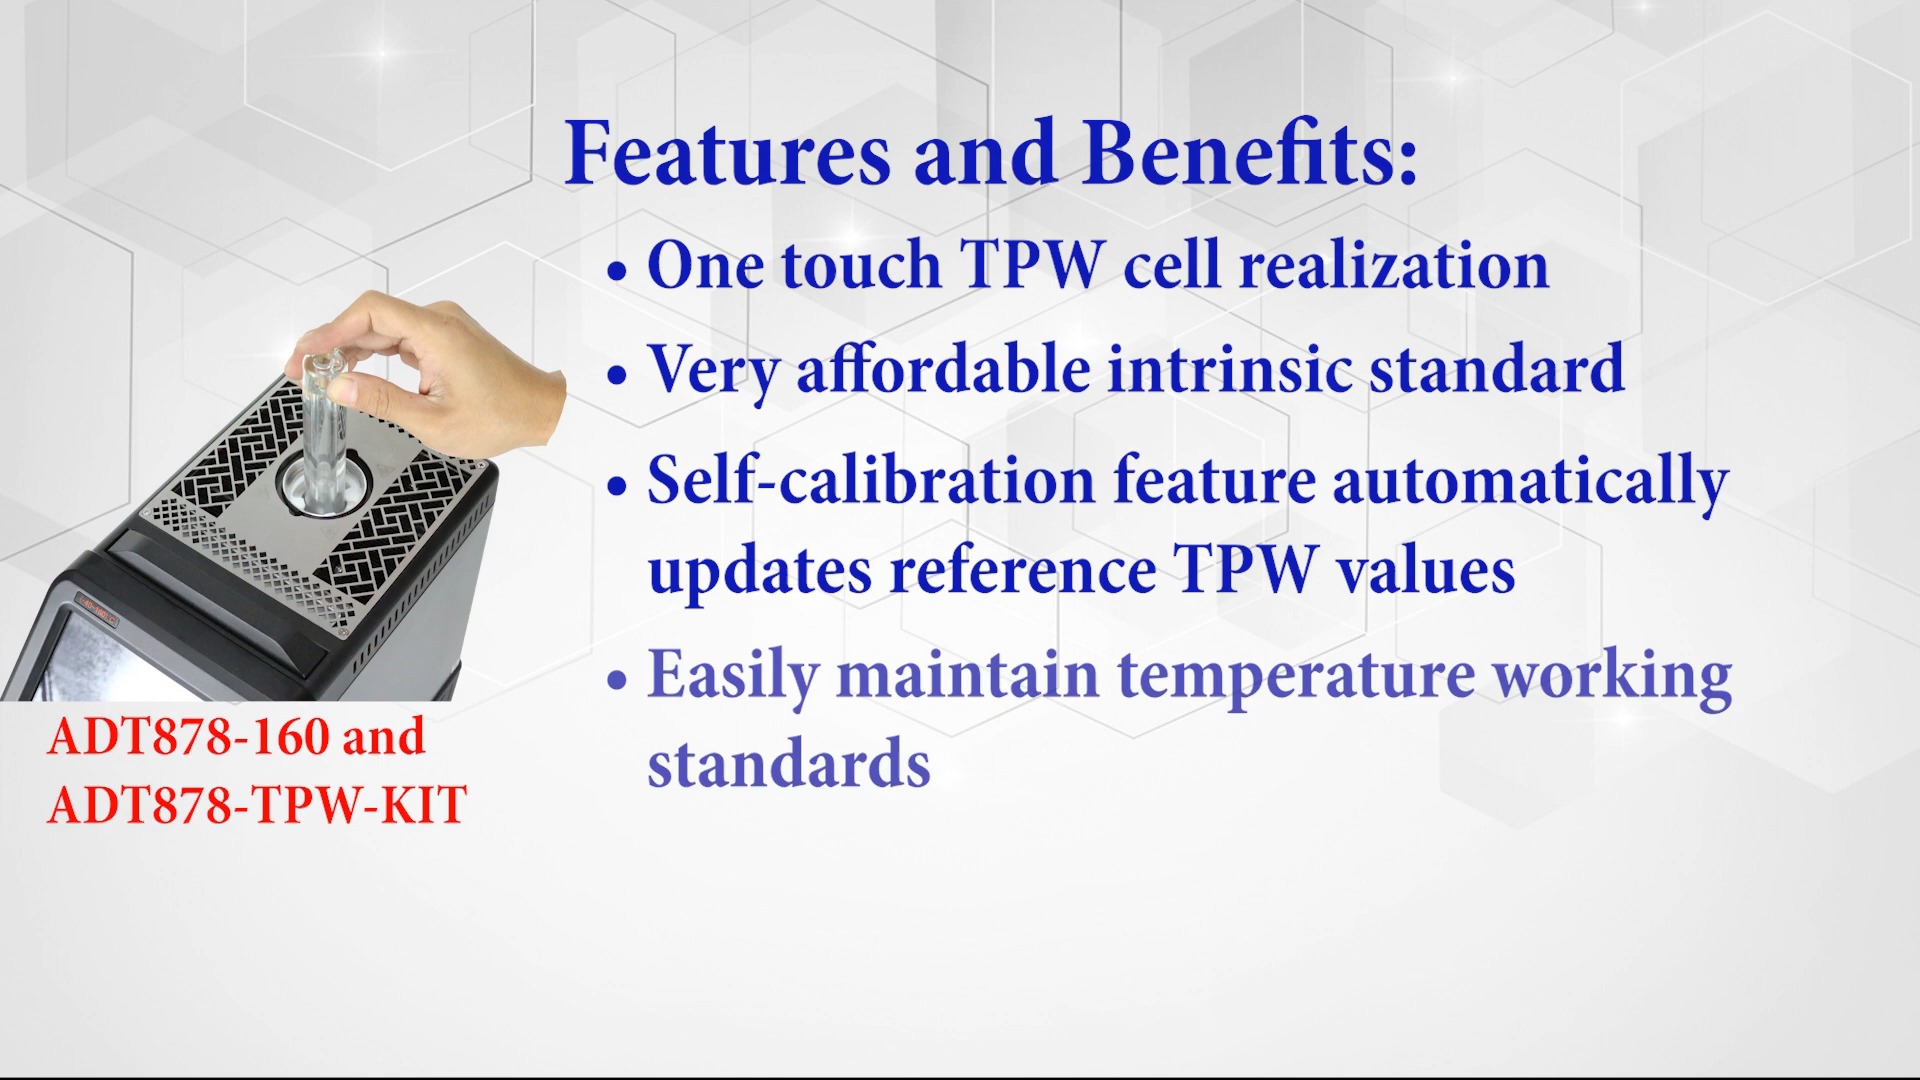 Features and Benefits:
• One touch TPW cell realization
• Very affordable intrinsic standard
• Self-calibration feature automatically
updates reference TPW values
• Easily maintain temperature working
standards
ADT878-160 and
ADT878-TPW-KIT